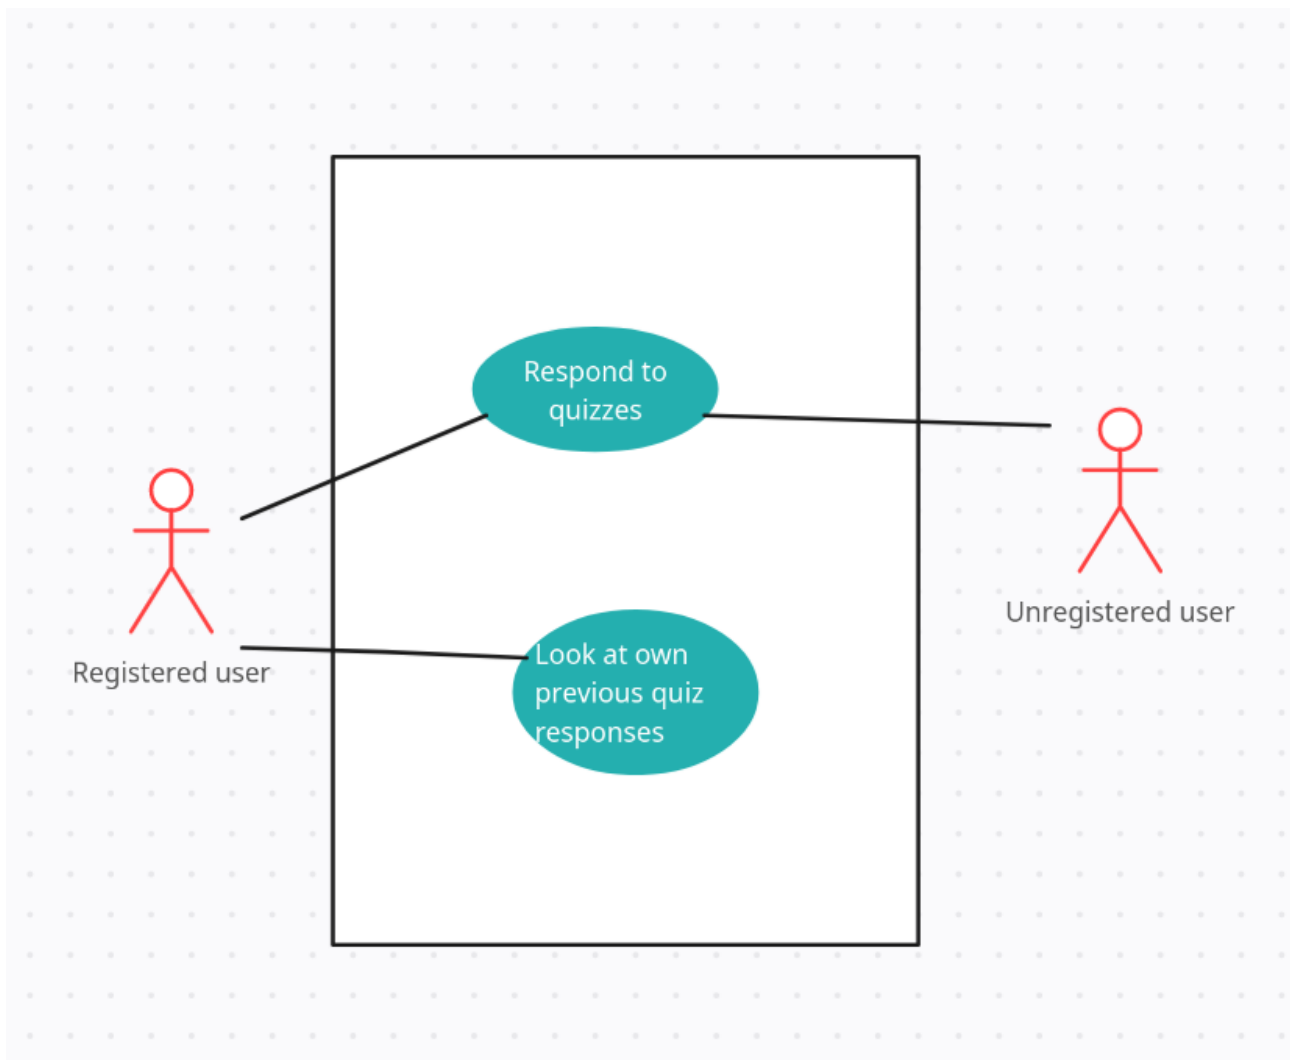 Respond to
quizzes
Registered user
Unregistered user
Look at own
previous quiz
responses